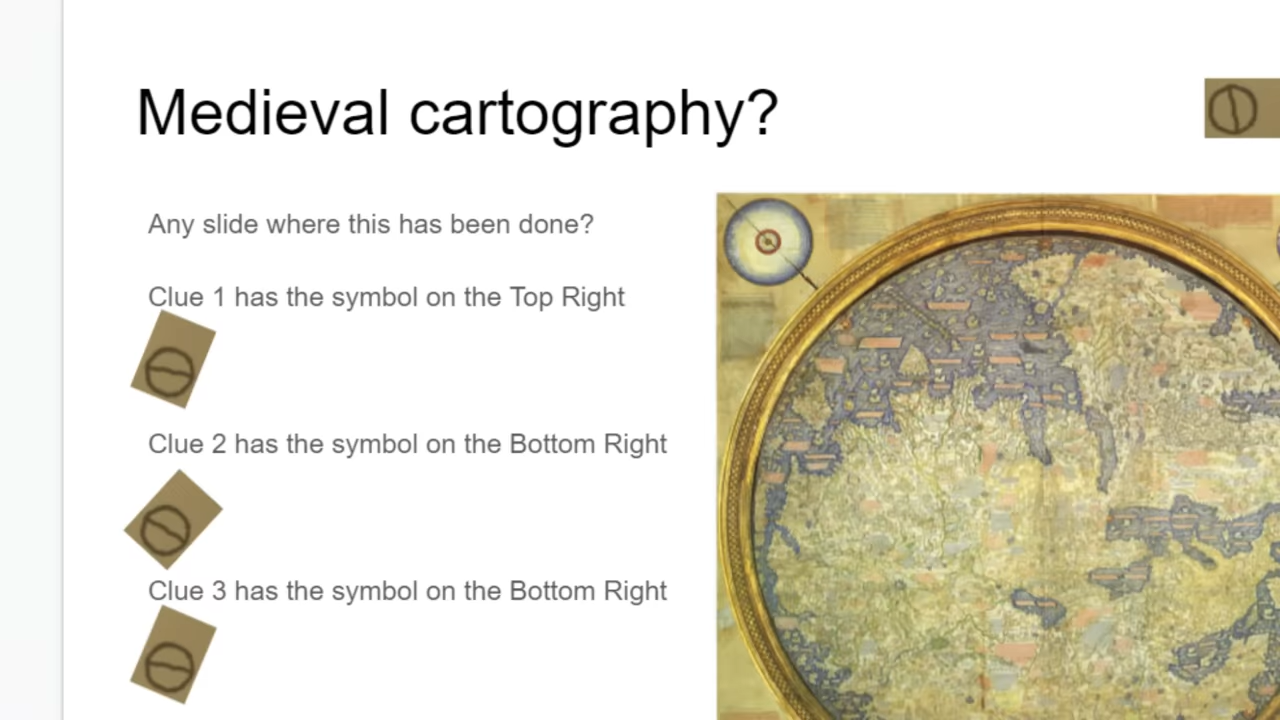 Medieval cartography?
Any slide where this has been done?
Clue 1 has the symbol on the Top Right
Clue 2 has the symbol on the Bottom Right
Clue 3 has the symbol on the Bottom Right